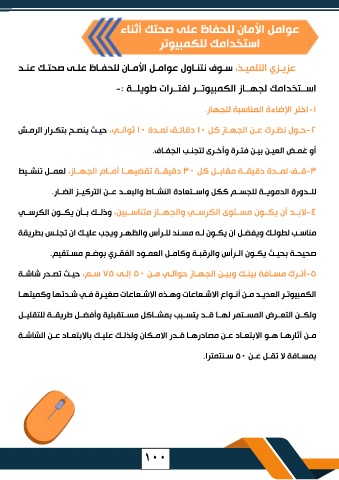 عوامل الأمان للحفاظ على صحتك أثناء
استخدامك للكمبيوتر
عزيزي التلميذ، سوف نتناول عوامل الأمان للحفاظ على صحتك عند
استخدامك لجهاز الكمبيوتر لفترات طويلة :-
١-اختر الإضاءة المناسبة للجهاز.
٢-حول نظرك عن الجهاز كل ١٠ دقائق لمدة ١٠ ثواني، حيث ينصح بتكرار الرمش
أو غمض العين بين فترة وأخرى لتجنب الجفاف.
٣-قف لمدة دقيقة مقابل كل ٣٠ دقيقة تقضيها أمام الجهاز، لعمل تنشيط
للدورة الدموية للجسم ككل واستعادة النشاط والبعد عن التركيز الضار.
٤-لابد أن يكون مستوى الكرسي والجهاز متناسبين، وذلك بأن يكون الكرسي
مناسب لطولك ويفضل ان يكون له مسند للرأس والظهر ويجب عليك ان تجلس بطريقة
صحيحة بحيث يكون الرأس والرقبة وكامل العمود الفقري بوضع مستقيم.
٥-أترك مسافة بينك وبين الجهاز حوالي من ٥٠ إلى ٧٥ سم، حيث تصدر شاشة
الكمبيوتر العديد من أنواع الاشعاعات وهذه الاشعاعات صغيرة في شدتها وكميتها
ولكن التعرض المستمر لها قد يتسبب بمشاكل مستقبلية وأفضل طريقة للتقليل
من آثارها هو الابتعاد عن مصادرها قدر الامكان ولذلك عليك بالابتعاد عن الشاشة
بمسافة لا تقل عن ٥٠ سنتمترا.
١٠٠